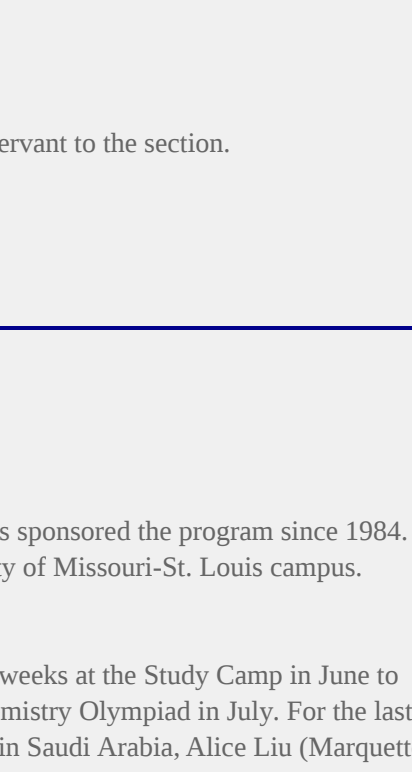 ervant to the section.
s sponsored the program since 1984.
ty of Missouri-St. Louis campus.
weeks at the Study Camp in June to
mistry Olympiad in July. For the last
in Saudi Arabia, Alice Liu (Marquett